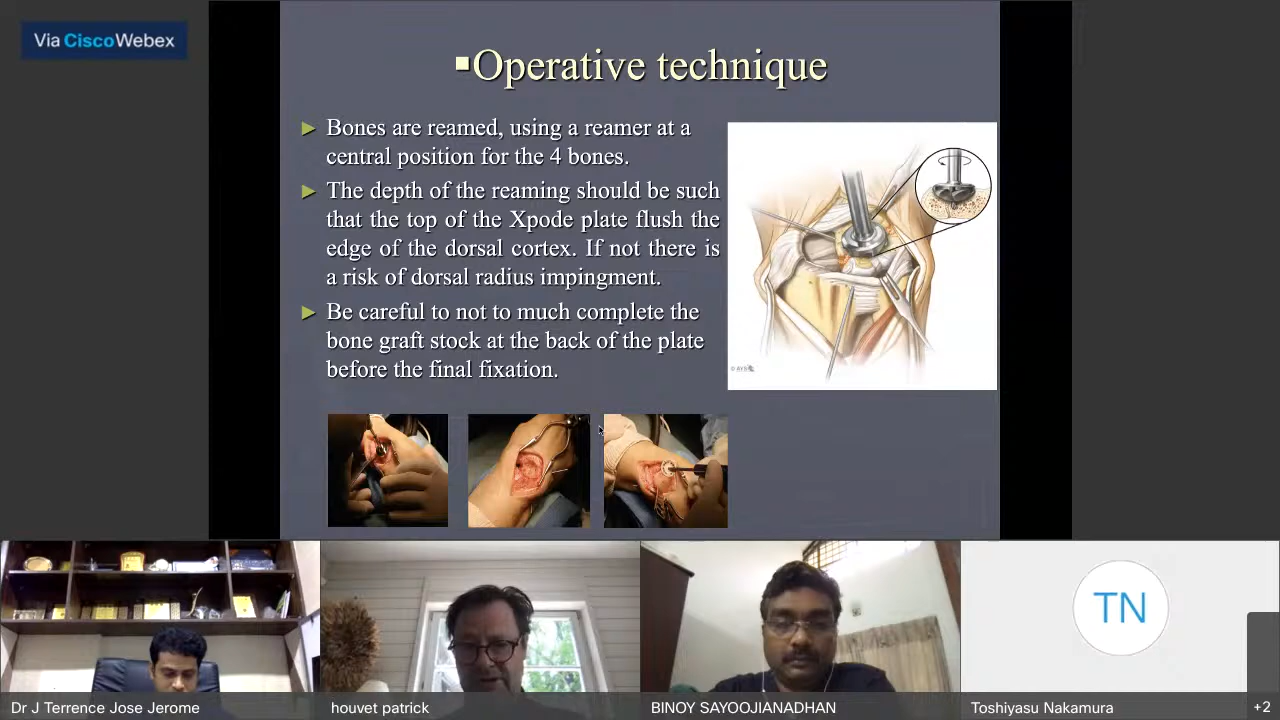 Via Cisco Webex
▪Operative technique
► Bones are reamed, using a reamer at a
central position for the 4 bones.
► The depth of the reaming should be such
that the top of the Xpode plate flush the
edge of the dorsal cortex. If not there is
a risk of dorsal radius impingment.
► Be careful to not to much complete the
bone graft stock at the back of the plate
before the final fixation.
TN
Dr J Terrence Jose Jerome
houvet patrick
BINOY SAYOOJIANADHAN
Toshiyasu Nakamura
+2